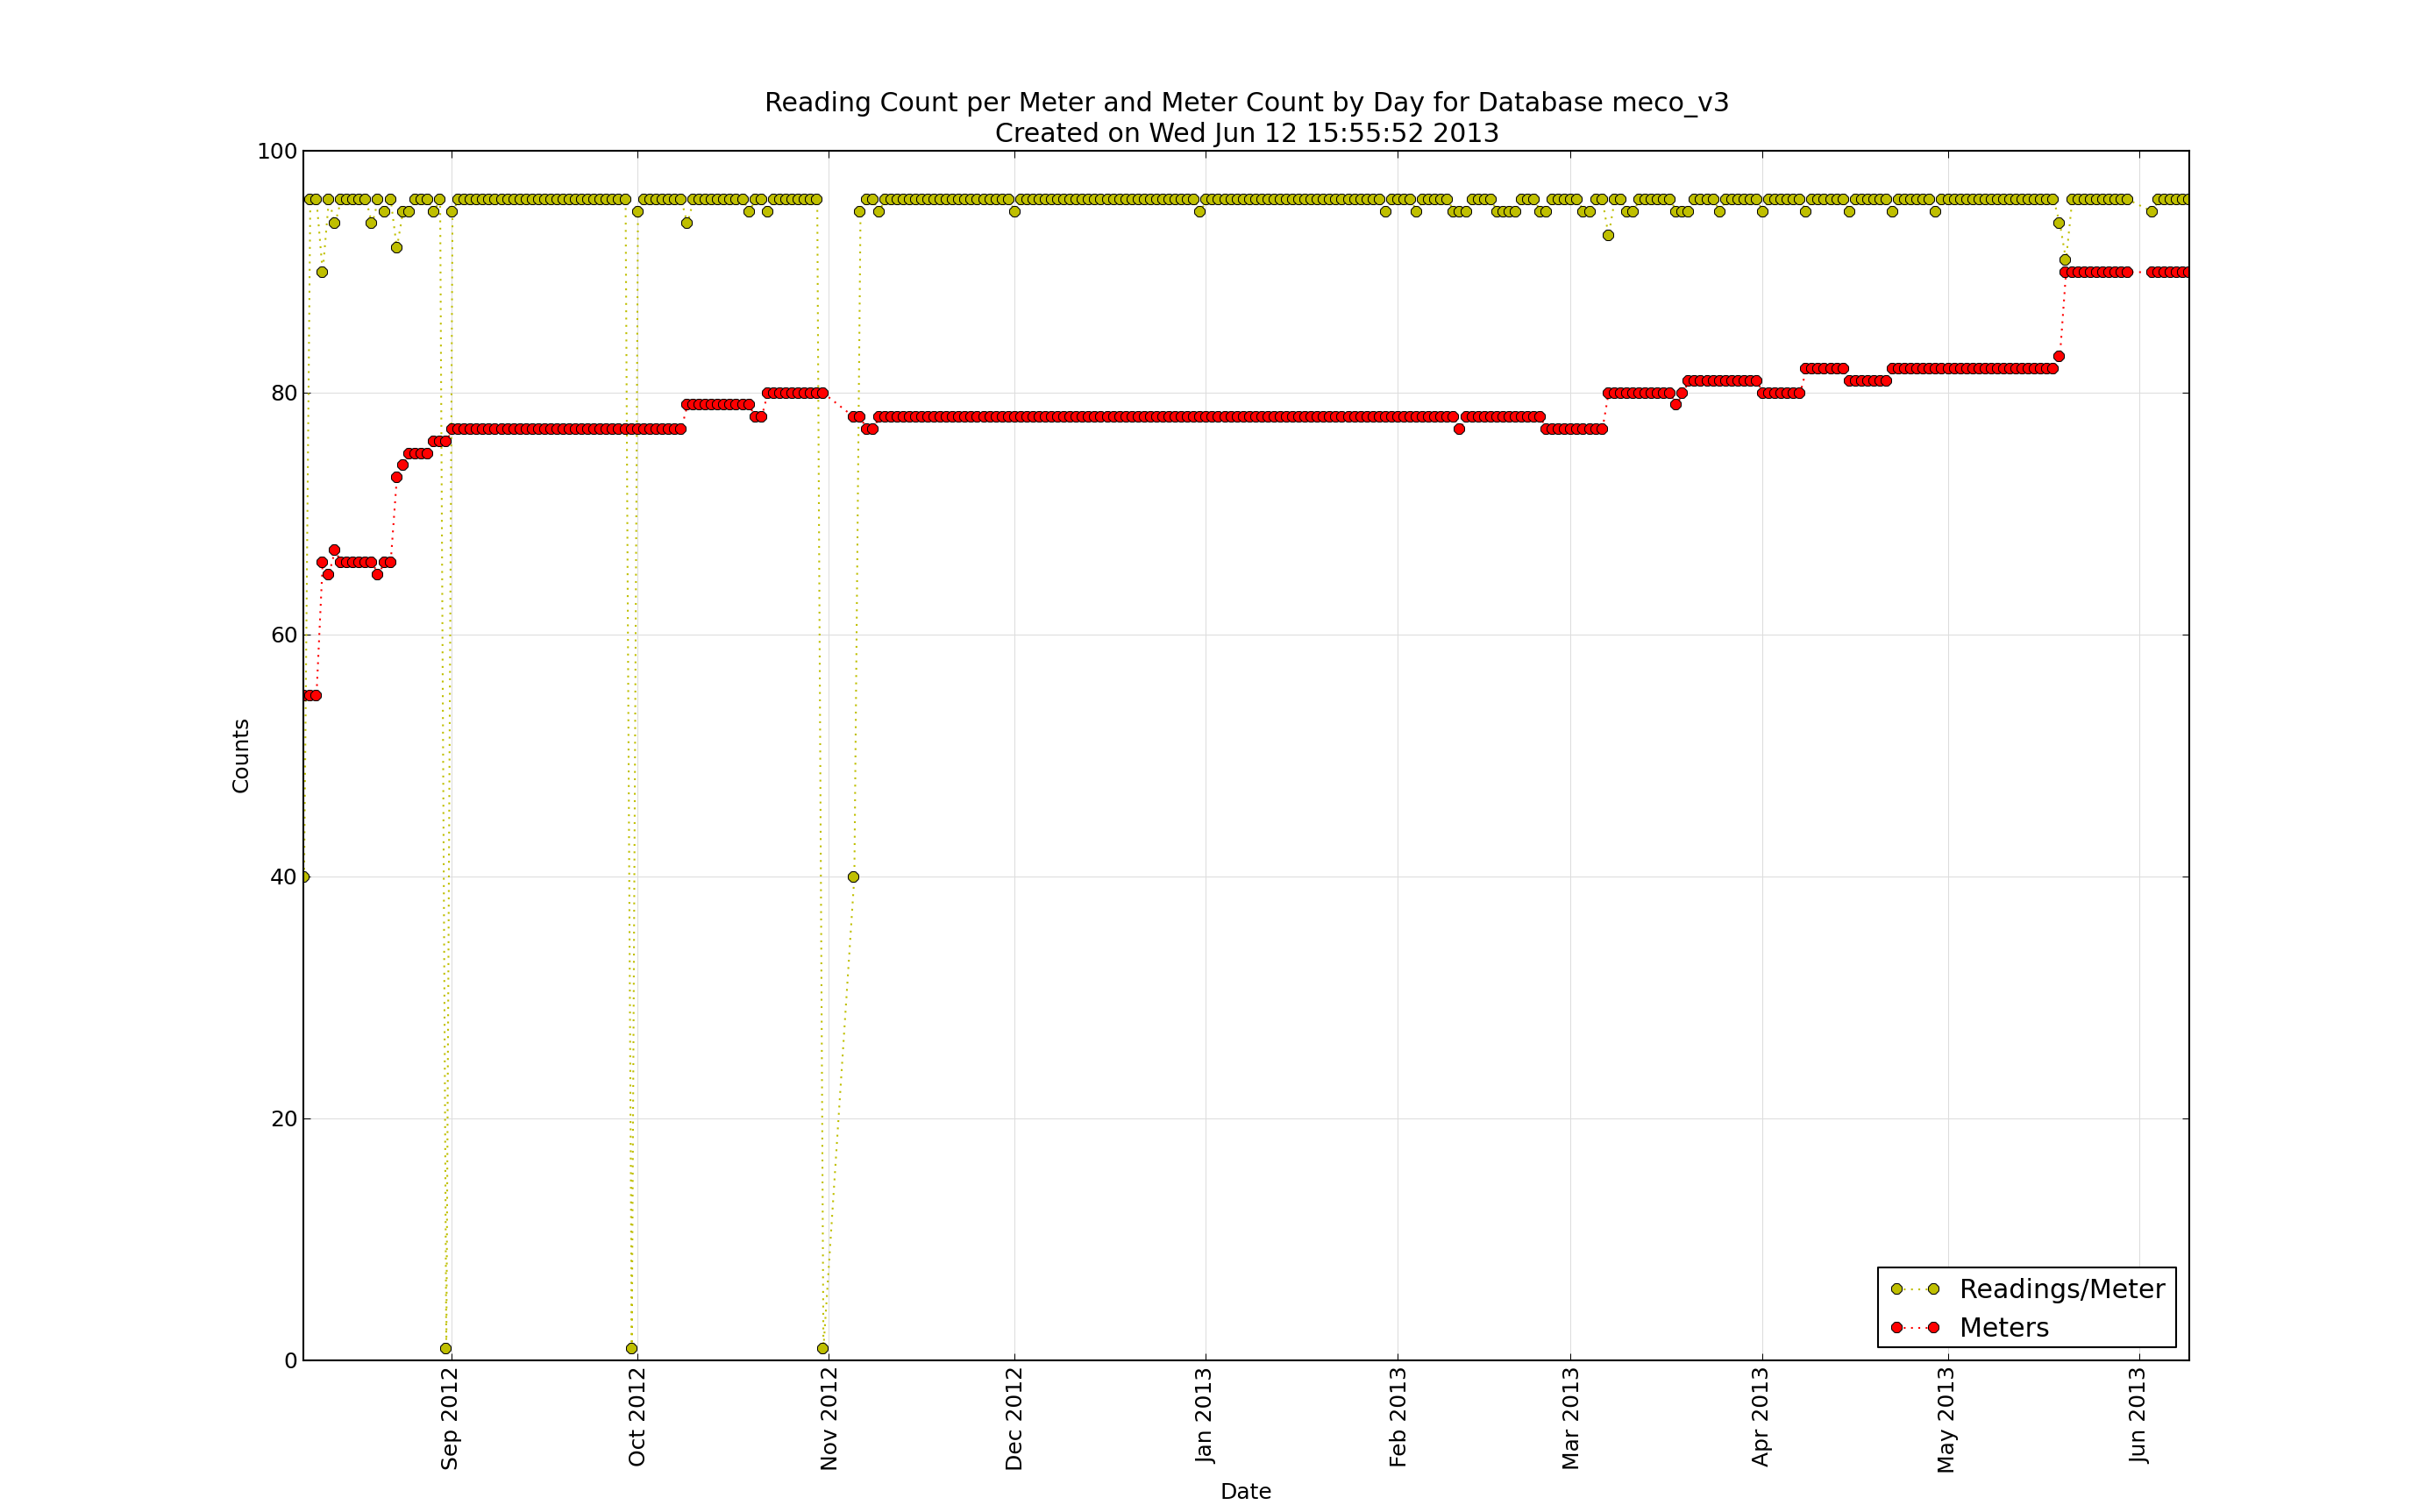 Reading Count per Meter and Meter Count by Day for Database meco_v3
Created on Wed Jun 12 15:55:52 2013
100
80
60
40
20
0
Counts
Sep 2012
Oct 2012
Nov 2012
Dec 2012
Jan 2013
Feb 2013
Mar 2013
Apr 2013
May 2013
Jun 2013
Date
Readings/Meter
Meters